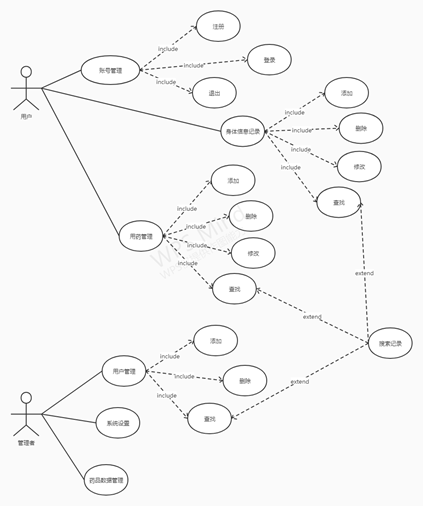 注册
include
账号管理
include
登录
include
退出
用户
添加
include
身体信息记录
include
删除
include
修改
include
查找
添加
include
删除
include
用药管理
include
修改
include
查找
WPS Mind
extend
extend
添加
include
用户管理
include
删除
include
查找
extend
搜索记录
管理者
系统设置
药品数据管理